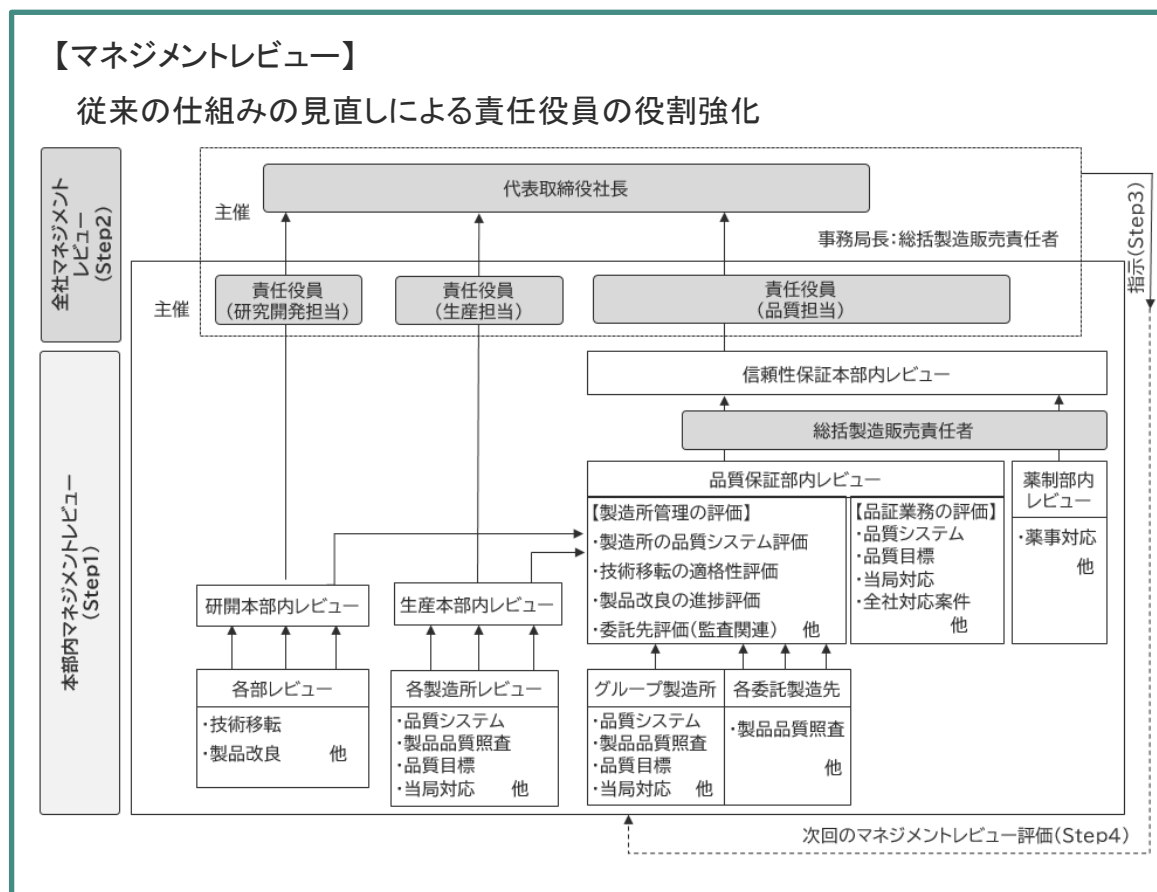 【マネジメントレビュー】
従来の仕組みの見直しによる責任役員の役割強化
全社マネジメント
レビュー
(Step2)
主催
代表取締役社長
事務局長：総括製造販売責任者
指示(Step3)
主催
責任役員
(研究開発担当)
責任役員
(生産担当)
責任役員
(品質担当)
本部内マネジメントレビュー
(Step1)
信頼性保証本部内レビュー
総括製造販売責任者
品質保証部内レビュー
【製造所管理の評価】
・製造所の品質システム評価
・技術移転の適格性評価
・製品改良の進捗評価
・委託先評価(監査関連) 他
【品証業務の評価】
・品質システム
・品質目標
・当局対応
・全社対応案件
他
薬制部内
レビュー
・薬事対応
他
研開本部内レビュー
生産本部内レビュー
各部レビュー
・技術移転
・製品改良 他
各製造所レビュー
・品質システム
・製品品質照査
・品質目標
・当局対応 他
グループ製造所
・品質システム
・製品品質照査
・品質目標
・当局対応 他
各委託製造先
・製品品質照査
他
次回のマネジメントレビュー評価(Step4)